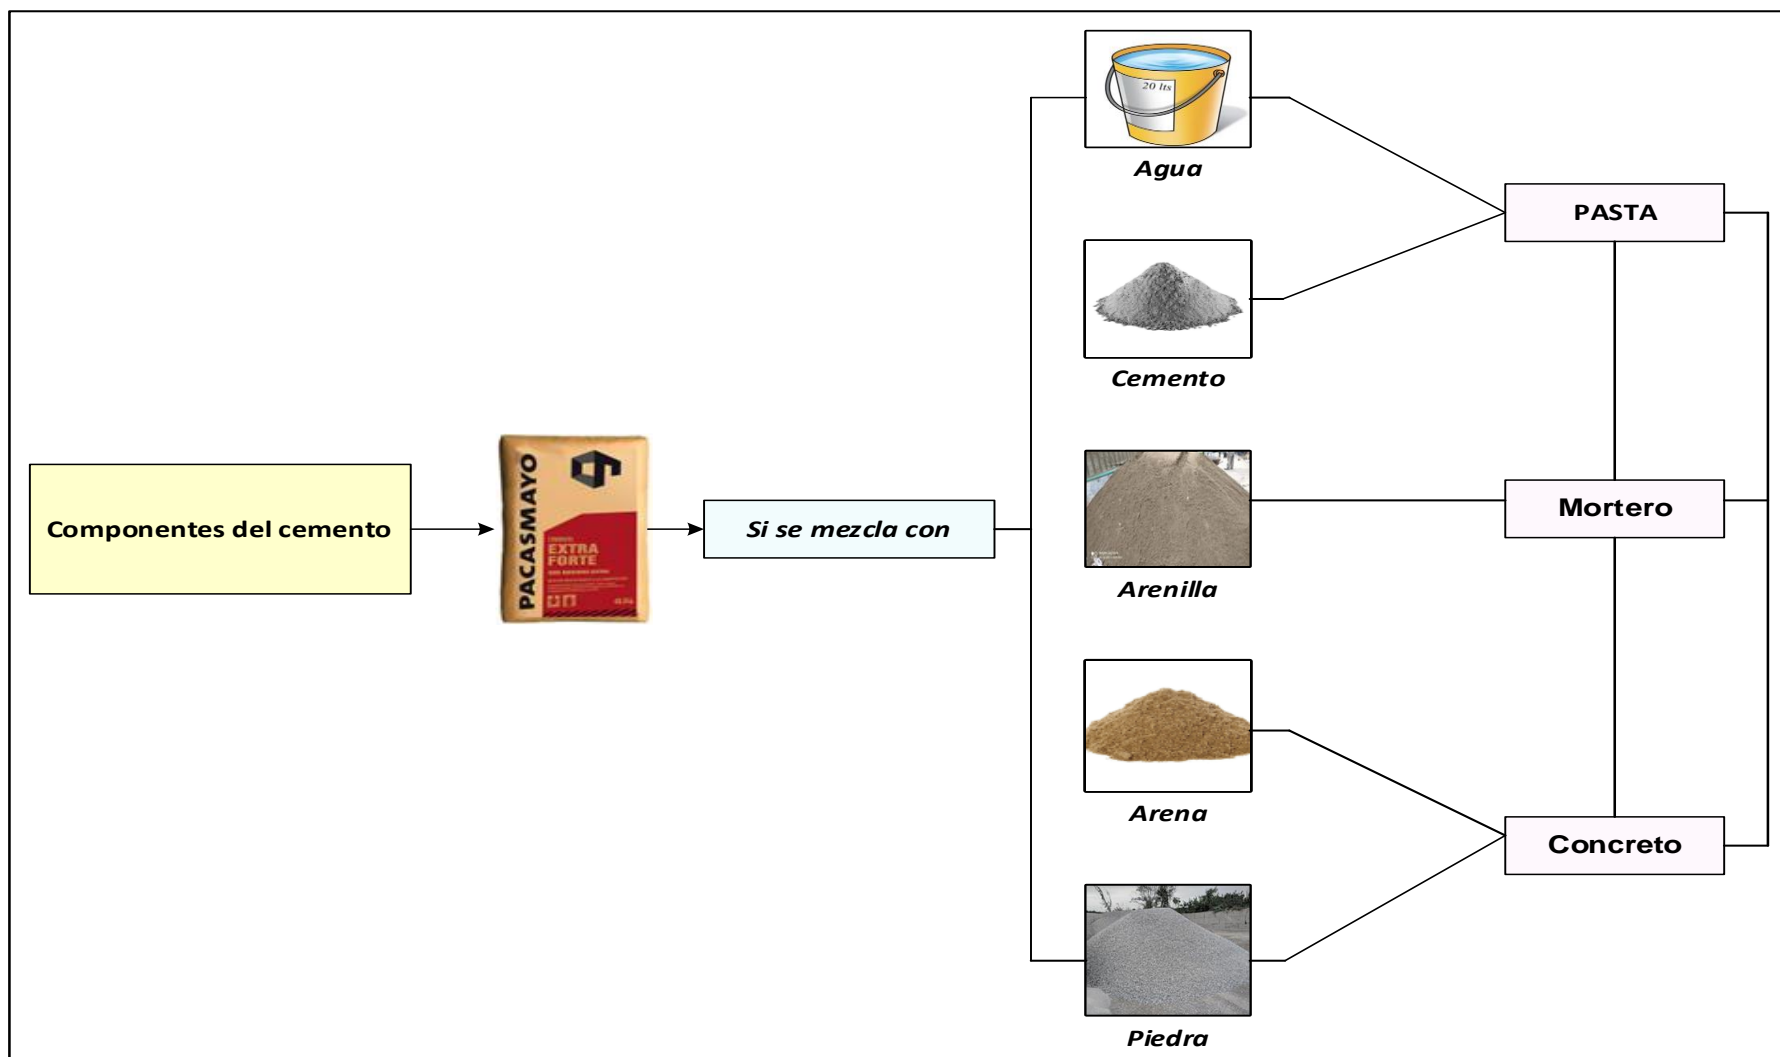 20 lts
Agua
PASTA
Cemento
Componentes del cemento
PACASMAYO
EXTRA
FORTE
Si se mezcla con
Arenilla
Mortero
Arena
Concreto
Piedra